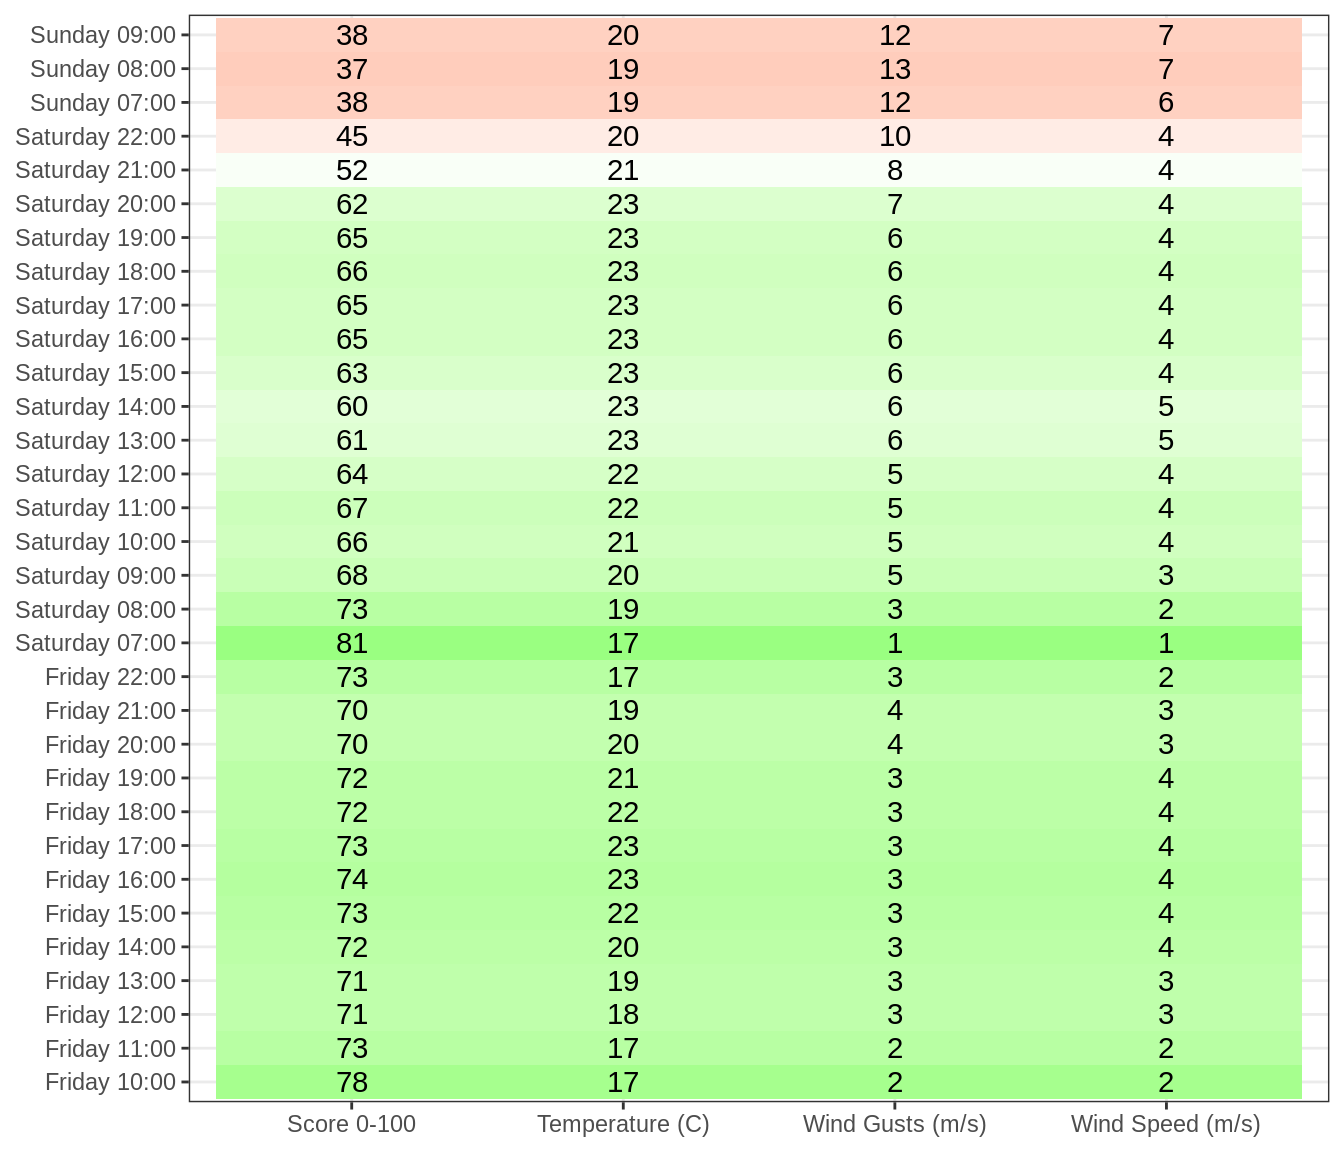 Sunday 09:00 38 20 12 7
Sunday 08:00 37 19 13 7
Sunday 07:00 38 19 12 6
Saturday 22:00 45 20 10 4
Saturday 21:00 52 21 8 4
Saturday 20:00 62 23 7 4
Saturday 19:00 65 23 6 4
Saturday 18:00 66 23 6 4
Saturday 17:00 65 23 6 4
Saturday 16:00 65 23 6 4
Saturday 15:00 63 23 6 4
Saturday 14:00 60 23 6 5
Saturday 13:00 61 23 6 5
Saturday 12:00 64 22 5 4
Saturday 11:00 67 22 5 4
Saturday 10:00 66 21 5 4
Saturday 09:00 68 20 5 3
Saturday 08:00 73 19 3 2
Saturday 07:00 81 17 1 1
Friday 22:00 73 17 3 2
Friday 21:00 70 19 4 3
Friday 20:00 70 20 4 3
Friday 19:00 72 21 3 4
Friday 18:00 72 22 3 4
Friday 17:00 73 23 3 4
Friday 16:00 74 23 3 4
Friday 15:00 73 22 3 4
Friday 14:00 72 20 3 4
Friday 13:00 71 19 3 3
Friday 12:00 71 18 3 3
Friday 11:00 73 17 2 2
Friday 10:00 78 17 2 2
Score 0-100 Temperature (C) Wind Gusts (m/s) Wind Speed (m/s)